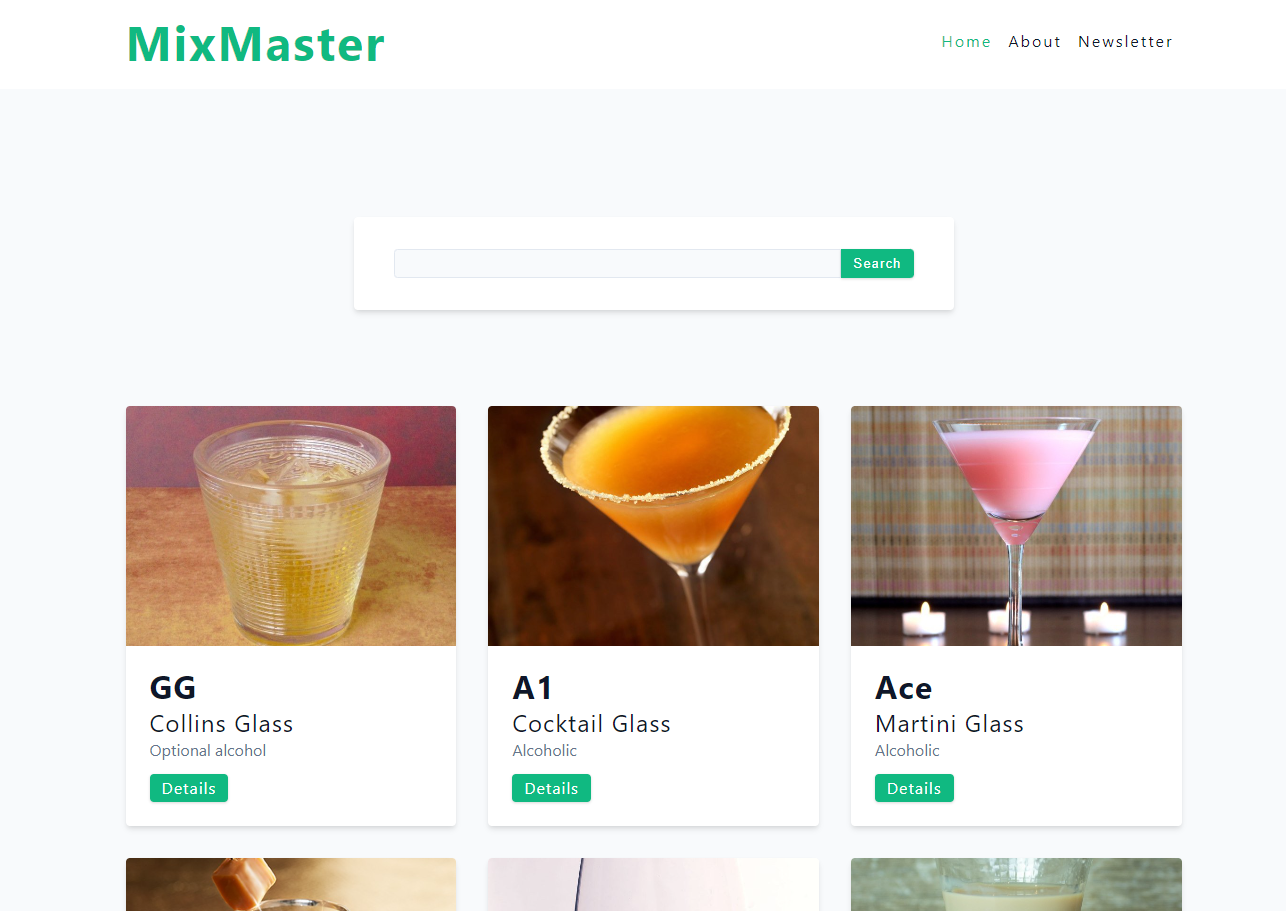 MixMaster
Home About Newsletter
Search
GG
Collins Glass
Optional alcohol
Details
A1
Cocktail Glass
Alcoholic
Details
Ace
Martini Glass
Alcoholic
Details